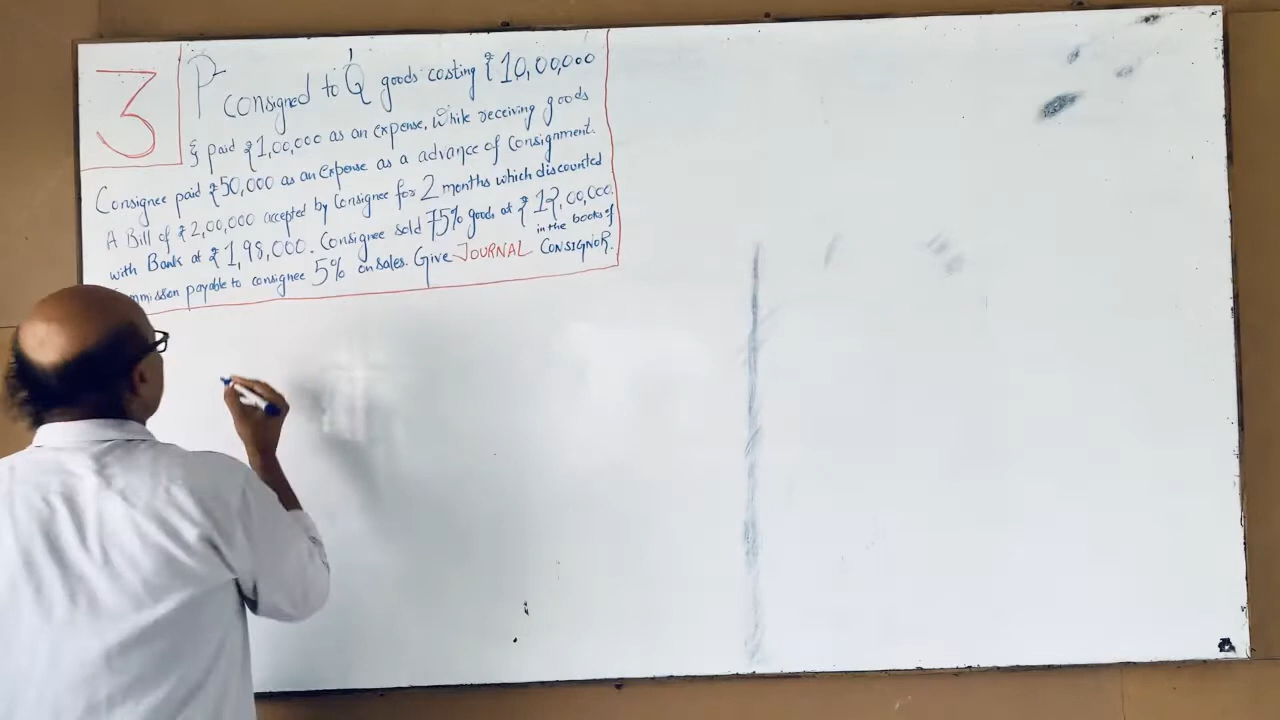 3
P consigned to Q goods costing ₹ 10,00,000
& paid ₹1,00,000 as an expense, While receiving goods
Consignee paid ₹50,000 as an expense as a advance of Consignment.
A Bill of ₹ 2,00,000 accepted by Consignee for 2 months which discounted
with Bank at ₹ 1,98,000. Consignee sold 75% goods at ₹ 12,00,000.
mmission payable to consignee 5% on sales. Give JOURNAL in the books of CONSIGNOR.